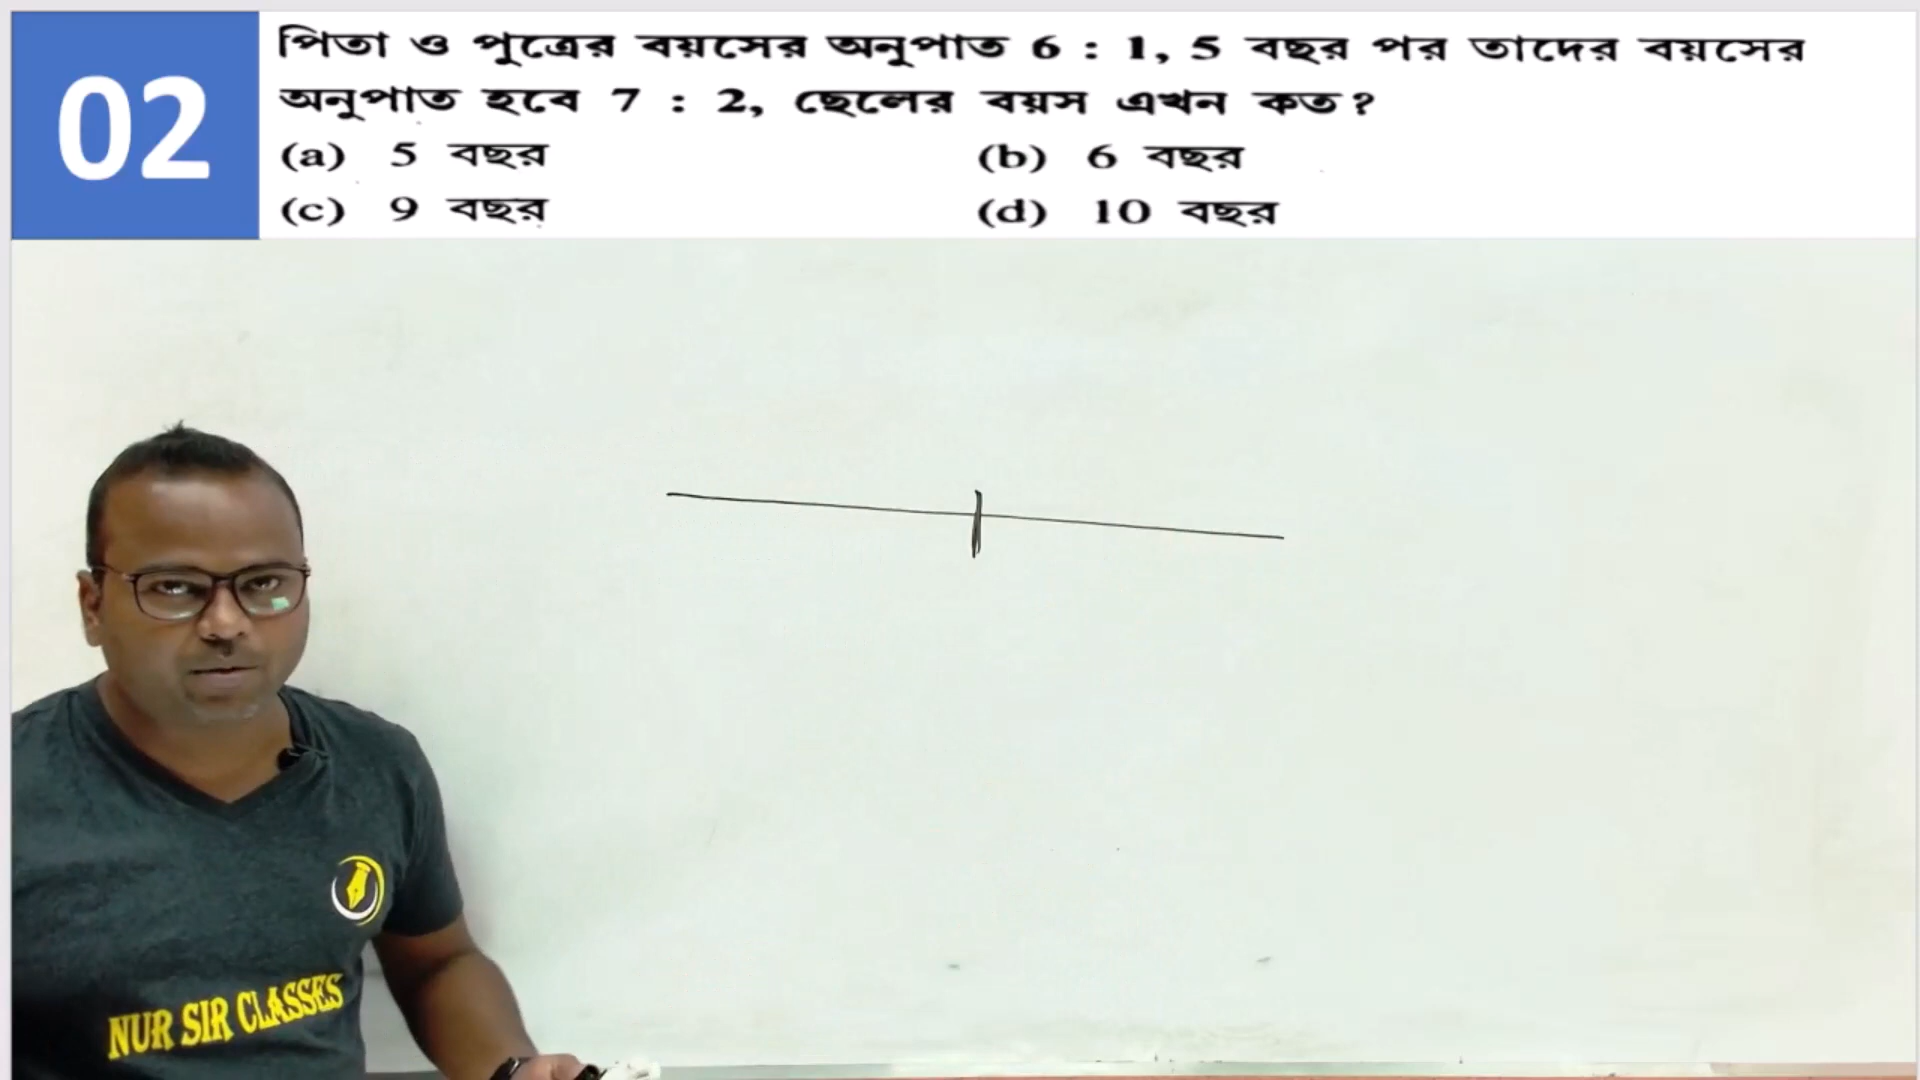 02
পিতা ও পুত্রের বয়সের অনুপাত 6 : 1, 5 বছর পর তাদের বয়সের
অনুপাত হবে 7 : 2, ছেলের বয়স এখন কত?
(a) 5 বছর (b) 6 বছর
(c) 9 বছর (d) 10 বছর
NUR SIR CLASSES